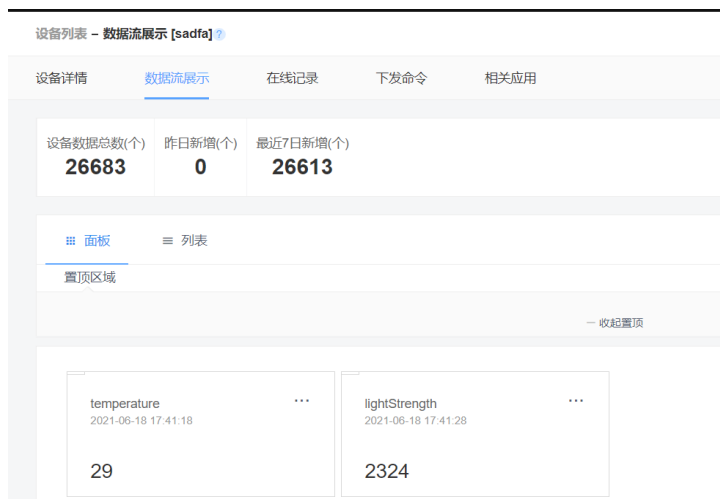 设备列表 – 数据流展示 [sadfa] ?
设备详情 数据流展示 在线记录 下发命令 相关应用
设备数据总数(个) 昨日新增(个) 最近7日新增(个)
26683 0 26613
面板 列表
置顶区域
— 收起置顶
temperature ... lightStrength ...
2021-06-18 17:41:18 2021-06-18 17:41:28
29 2324